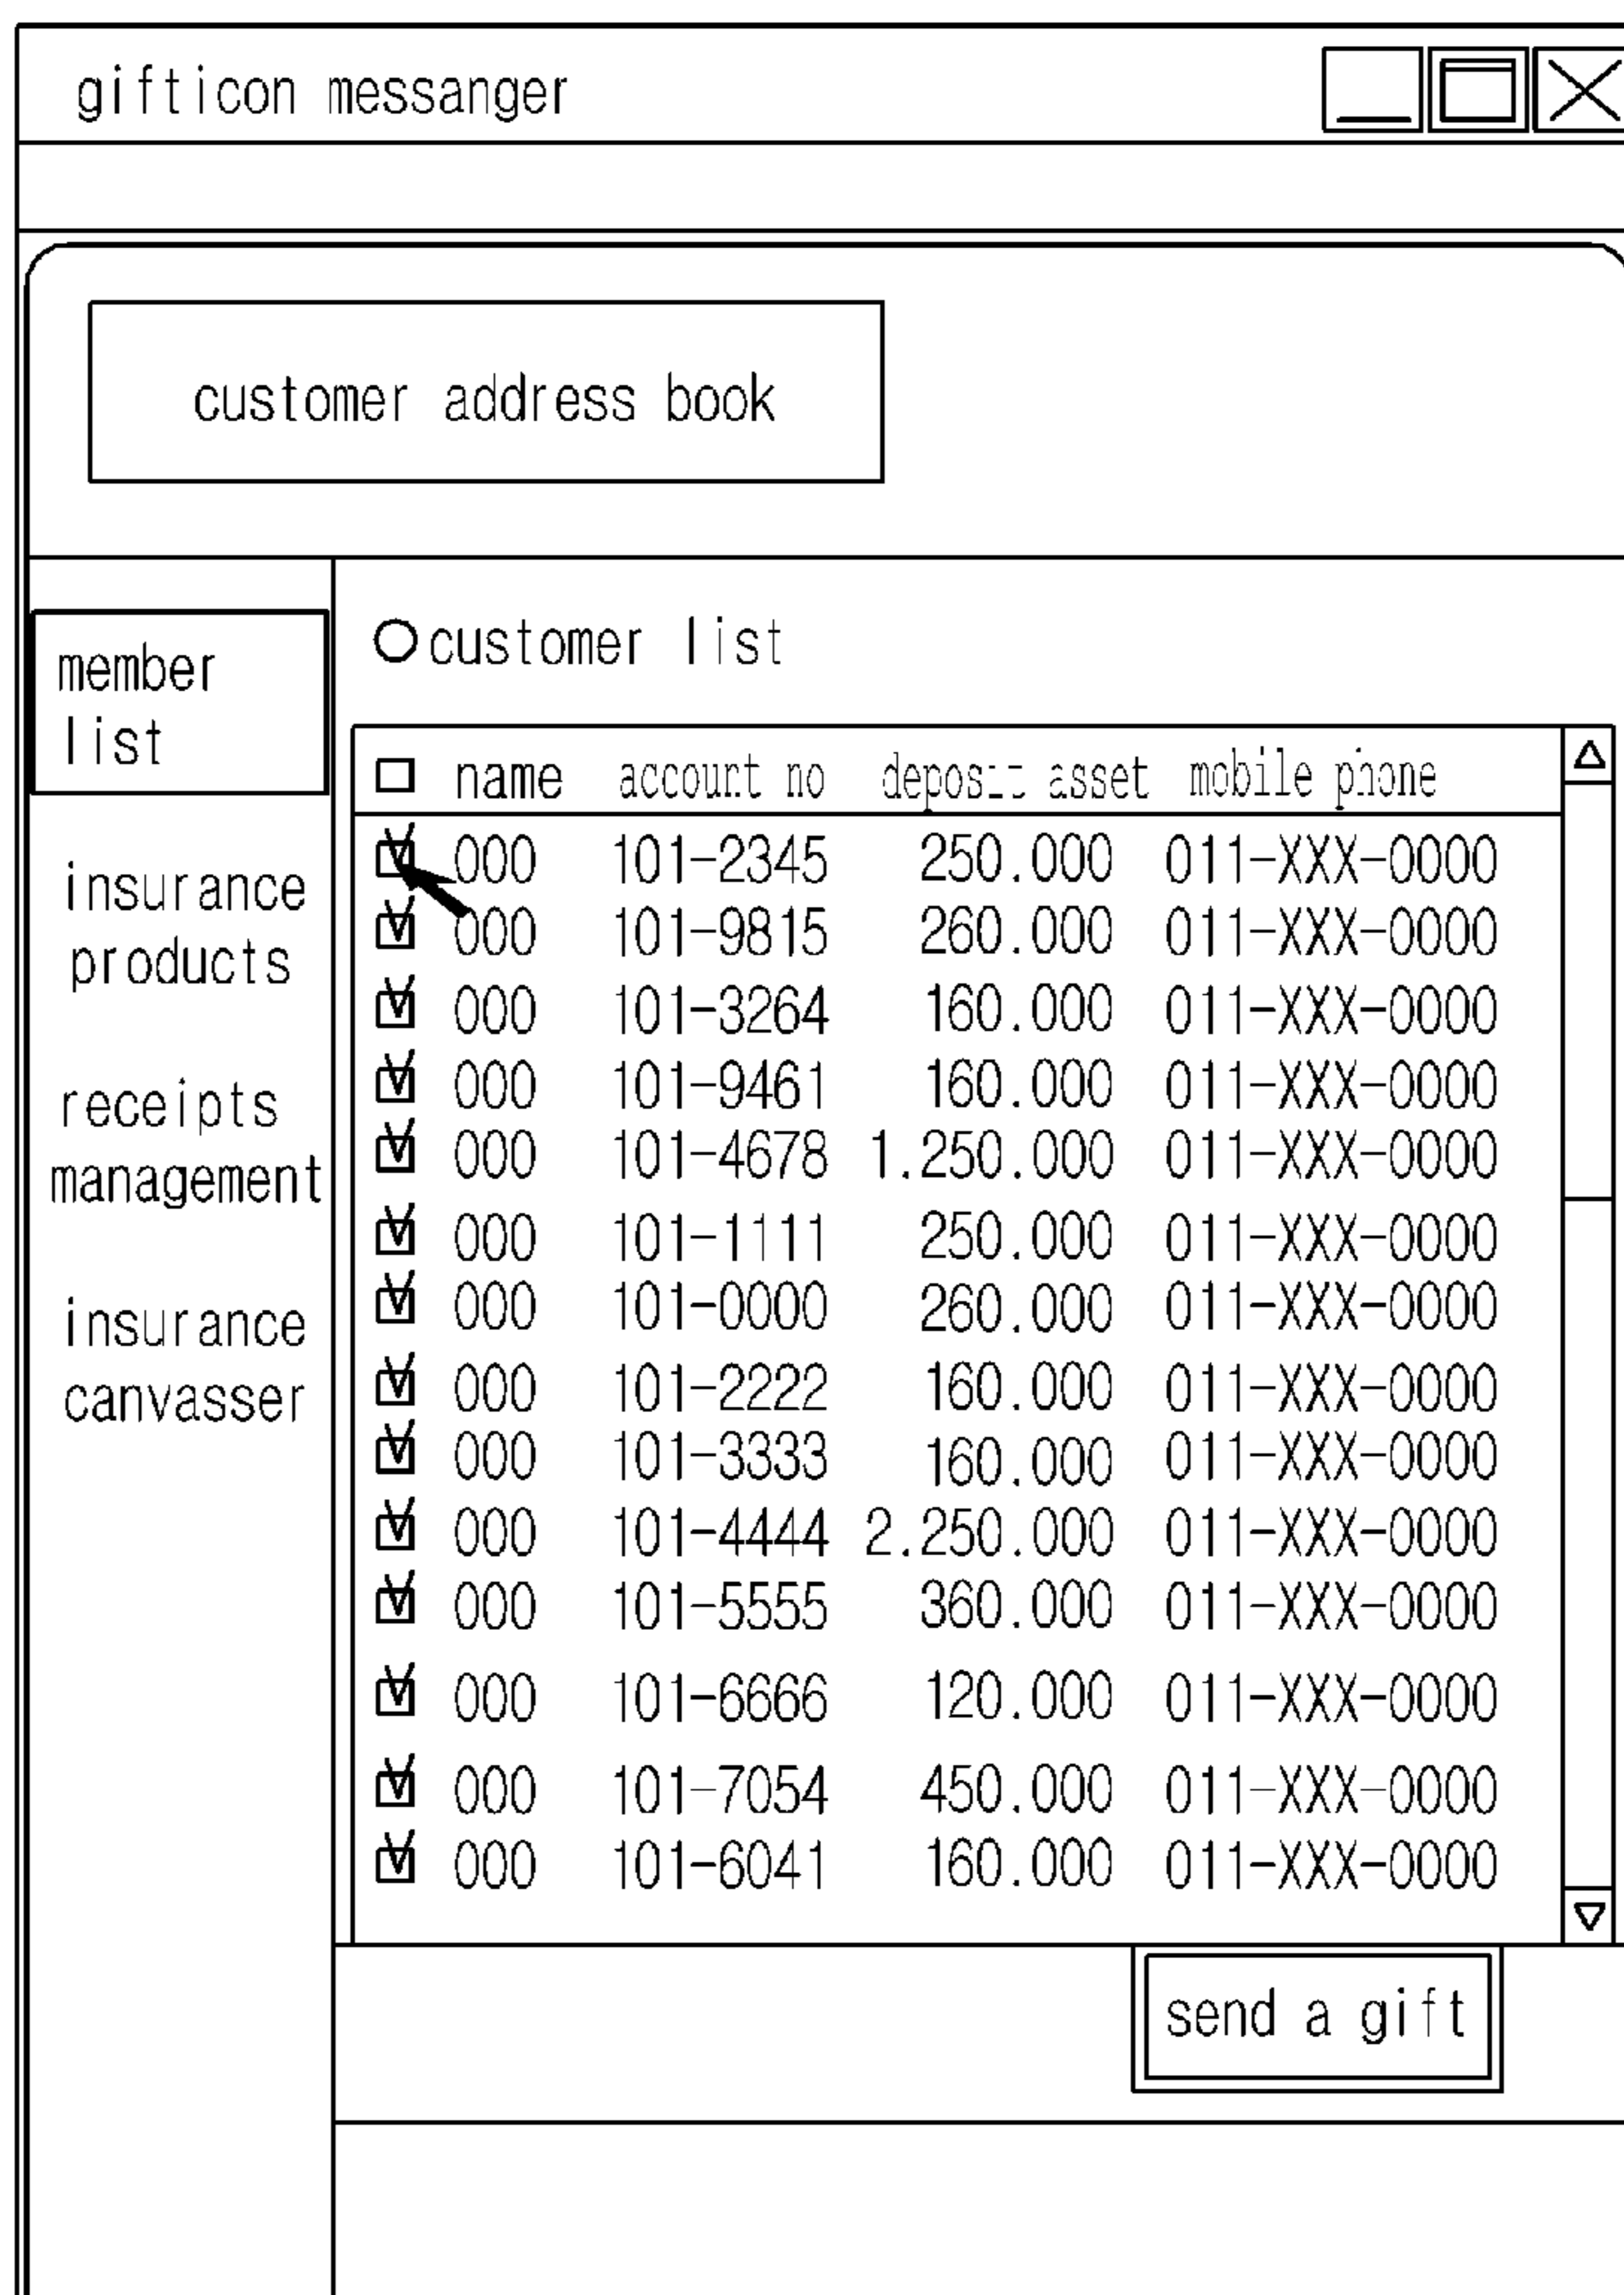 gifticon messanger
customer address book
member
list
insurance
products
receipts
management
insurance
canvasser
customer list
name account no deposit asset mobile phone
000 101-2345 250.000 011-XXX-0000
000 101-9815 260.000 011-XXX-0000
000 101-3264 160.000 011-XXX-0000
000 101-9461 160.000 011-XXX-0000
000 101-4678 1.250.000 011-XXX-0000
000 101-1111 250.000 011-XXX-0000
000 101-0000 260.000 011-XXX-0000
000 101-2222 160.000 011-XXX-0000
000 101-3333 160.000 011-XXX-0000
000 101-4444 2.250.000 011-XXX-0000
000 101-5555 360.000 011-XXX-0000
000 101-6666 120.000 011-XXX-0000
000 101-7054 450.000 011-XXX-0000
000 101-6041 160.000 011-XXX-0000
send a gift